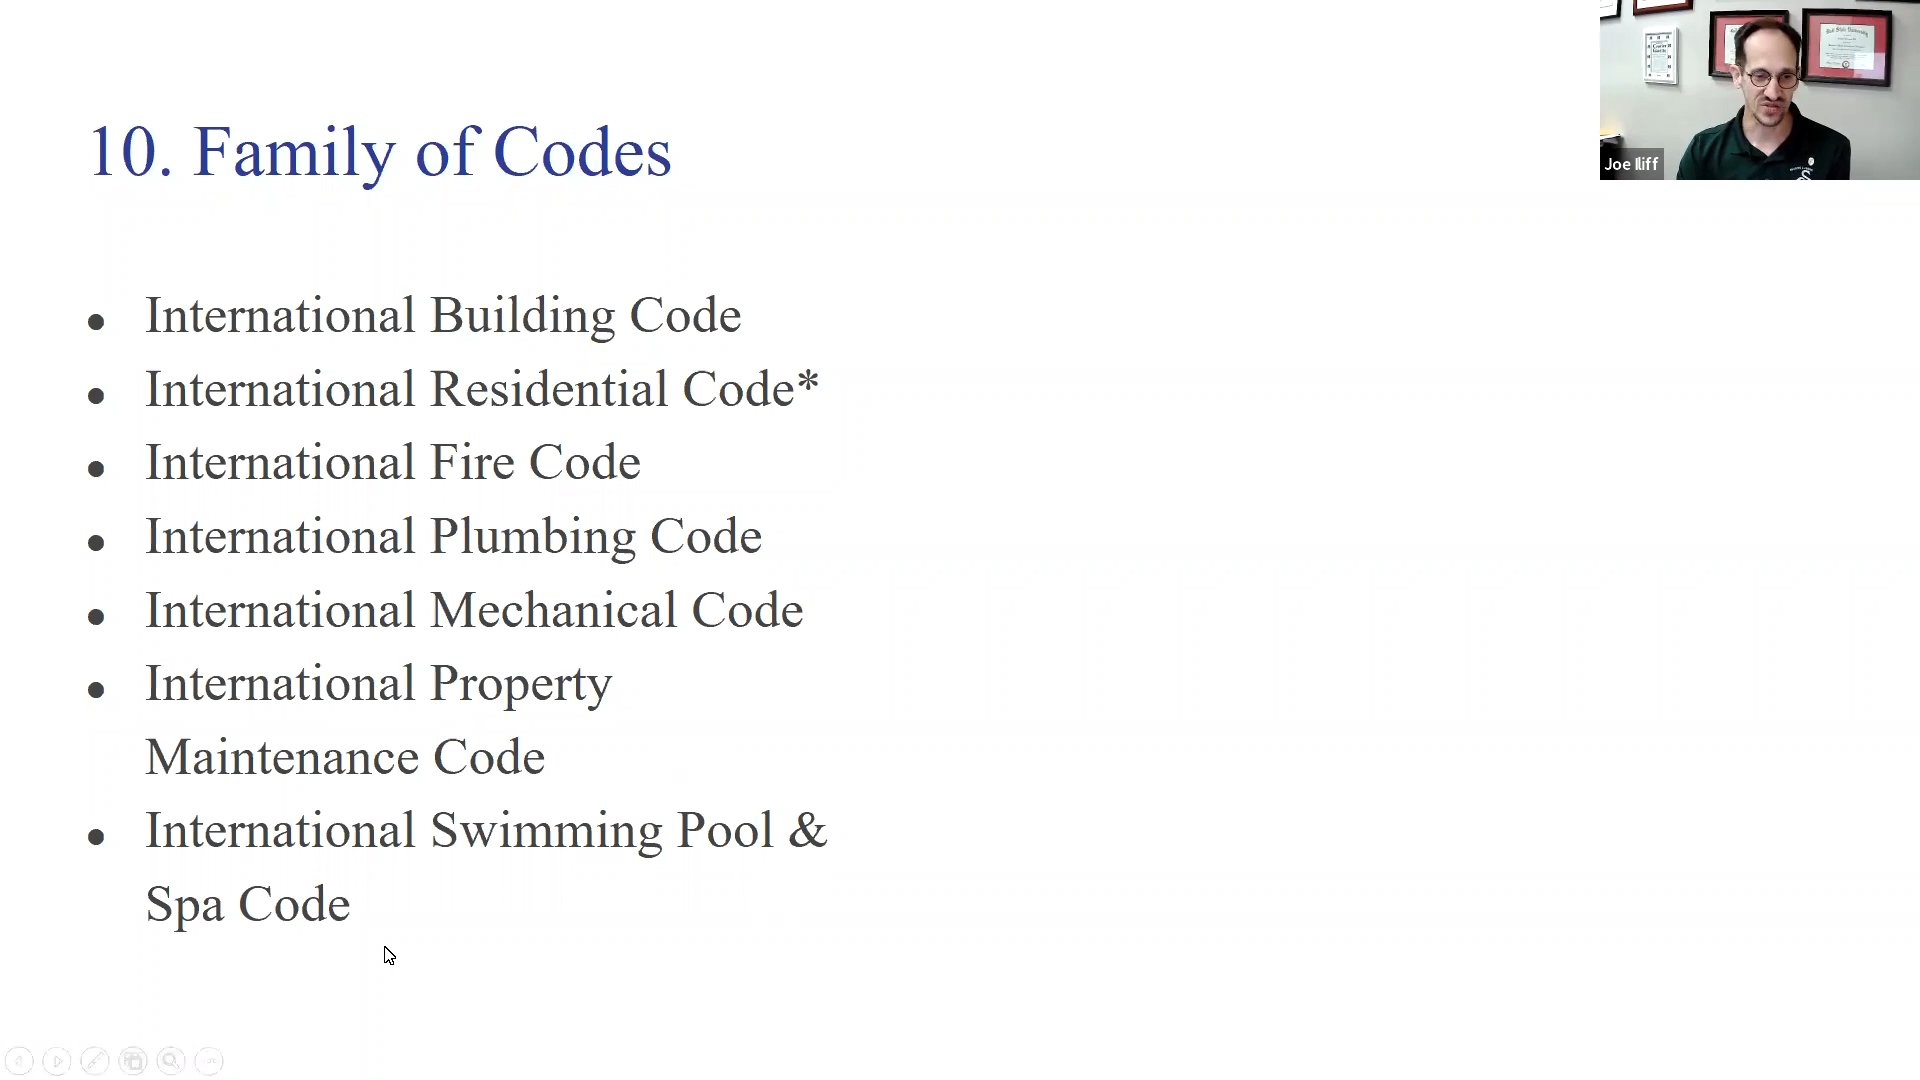 10. Family of Codes
Joe Iliff
• International Building Code
• International Residential Code*
• International Fire Code
• International Plumbing Code
• International Mechanical Code
• International Property
Maintenance Code
• International Swimming Pool &
Spa Code